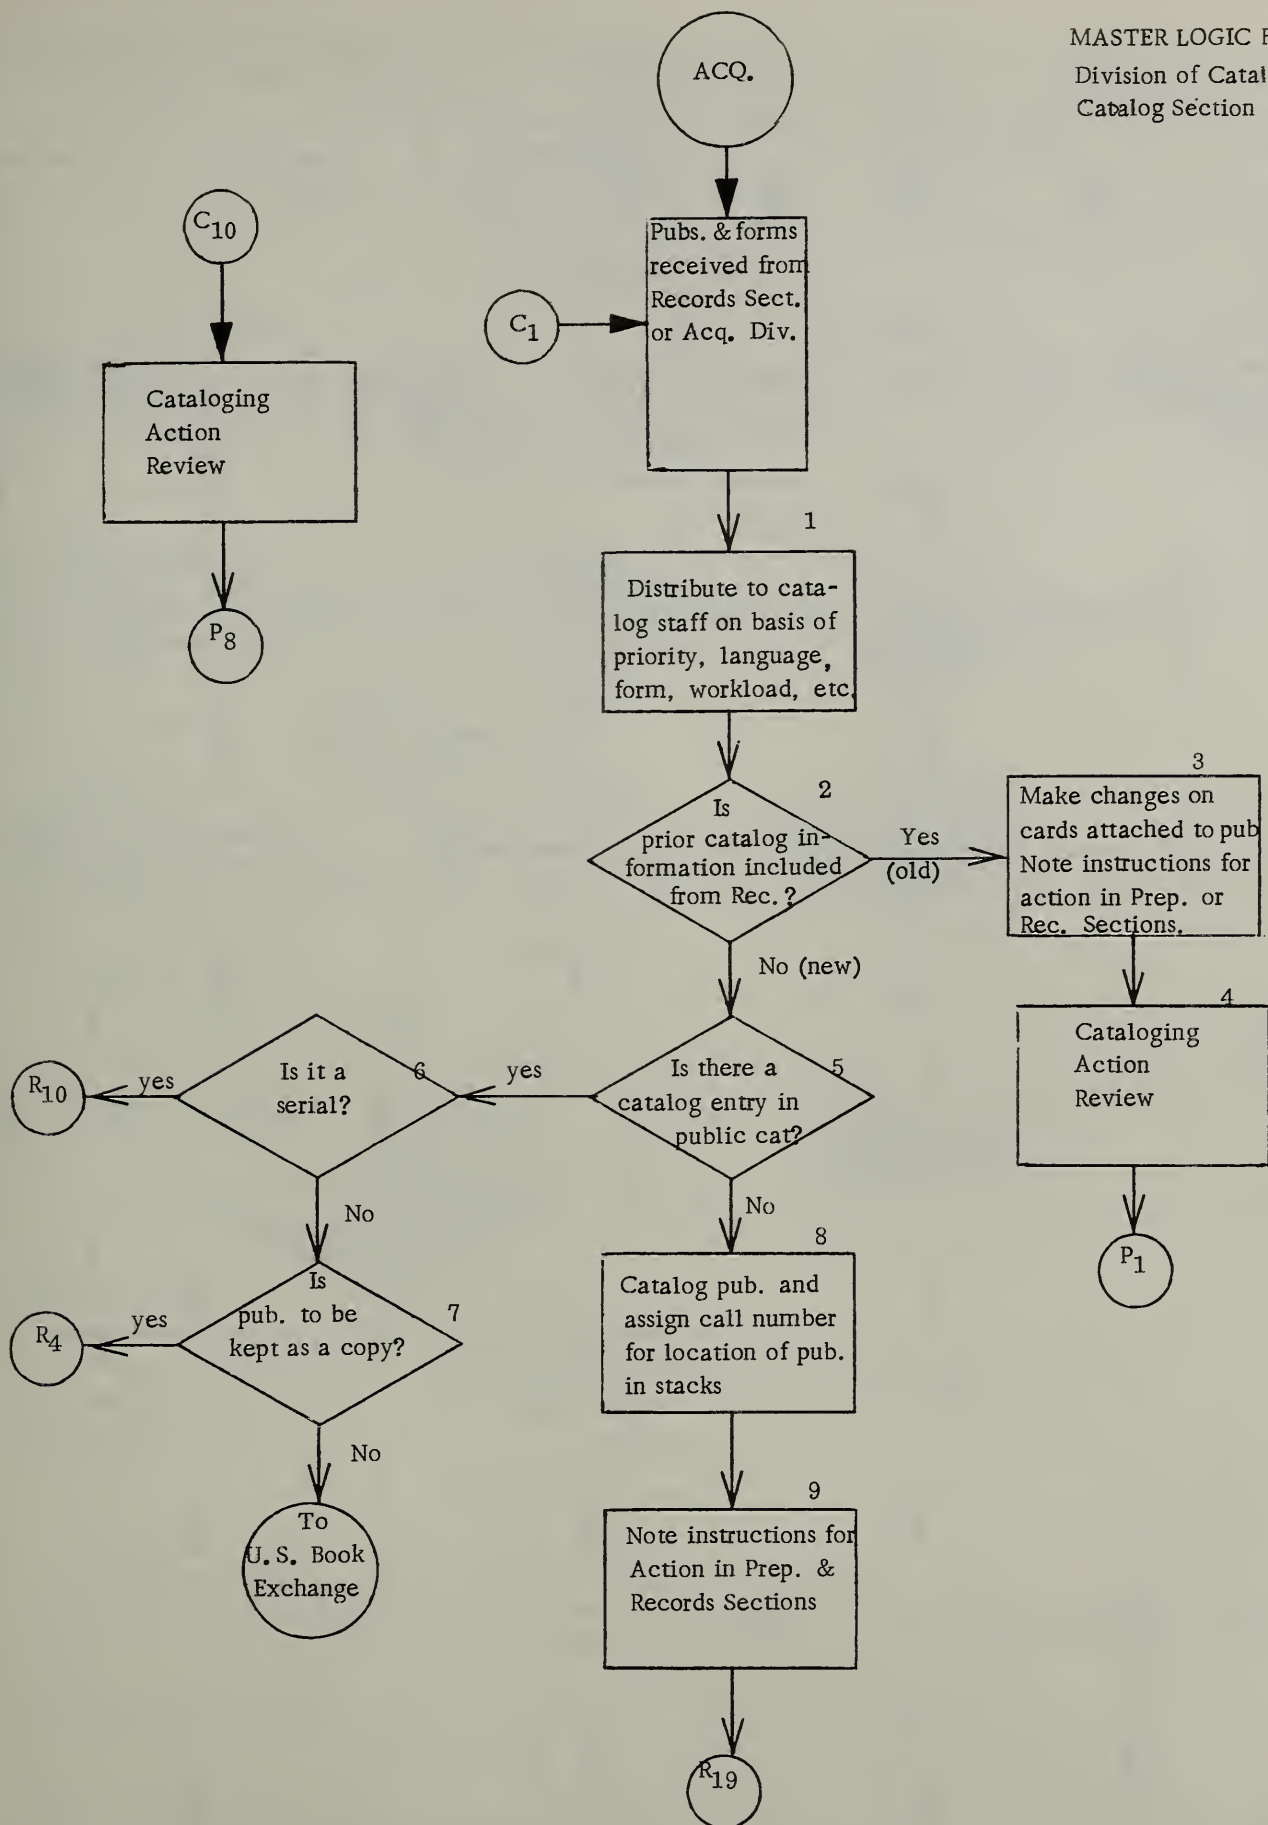 MASTER LOGIC
Division of
Catalog Section
ACQ.
C10
Pubs. & forms
received from
Records Sect.
or Acq. Div.
C1
Cataloging
Action
Review
P8
1
Distribute to cata-
log staff on basis of
priority, language,
form, workload, etc.
2
Is
prior catalog in-
formation included
from Rec.?
Yes
(old)
3
Make changes on
cards attached to pub
Note instructions for
action in Prep. or
Rec. Sections.
No (new)
4
Cataloging
Action
Review
P1
5
Is there a
catalog entry in
public cat?
yes
6
Is it a
serial?
yes
R10
No
7
Is
pub. to be
kept as a copy?
yes
R4
No
To
U.S. Book
Exchange
No
8
Catalog pub. and
assign call number
for location of pub.
in stacks
9
Note instructions for
Action in Prep. &
Records Sections
R19